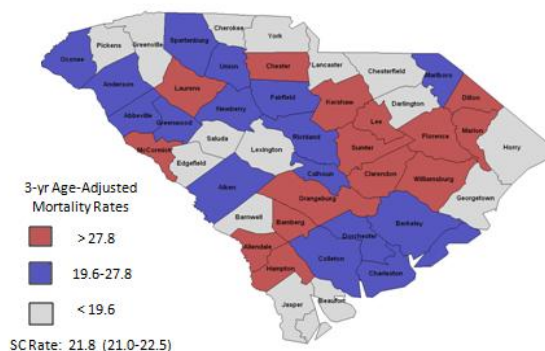 Cherokee
York
Spartanburg
Greenville
Pickens
Oconee
Union
Chester
Lancaster
Chesterfield
Marlboro
Anderson
Laurens
Fairfield
Kershaw
Darlington
Dillon
Abbeville
Greenwood
Newberry
Lee
Florence
Marion
Saluda
Richland
Sumter
Horry
McCormick
Edgefield
Lexington
Calhoun
Clarendon
Williamsburg
Aiken
Orangeburg
Georgetown
Barnwell
Bamberg
Berkeley
Dorchester
Allendale
Colleton
Charleston
Hampton
Jasper
Beaufort
3-yr Age-Adjusted
Mortality Rates
>27.8
19.6-27.8
<19.6
SC Rate: 21.8 (21.0-22.5)